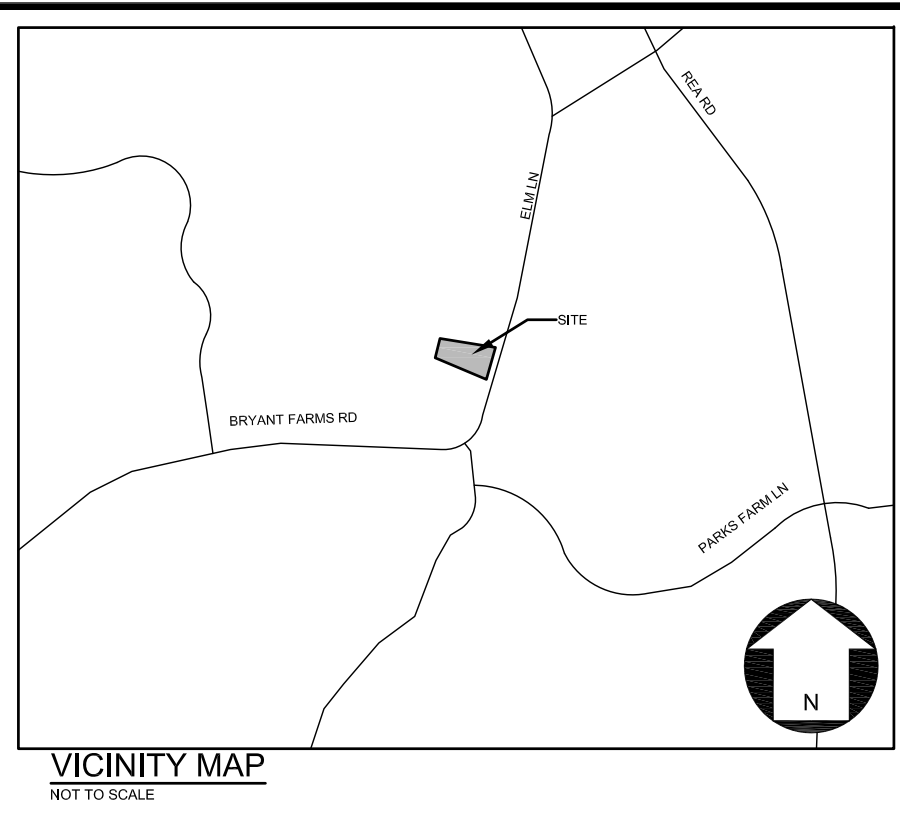 REA RD
ELM LN
SITE
BRYANT FARMS RD
PARKS FARM LN
N
VICINITY MAP
NOT TO SCALE